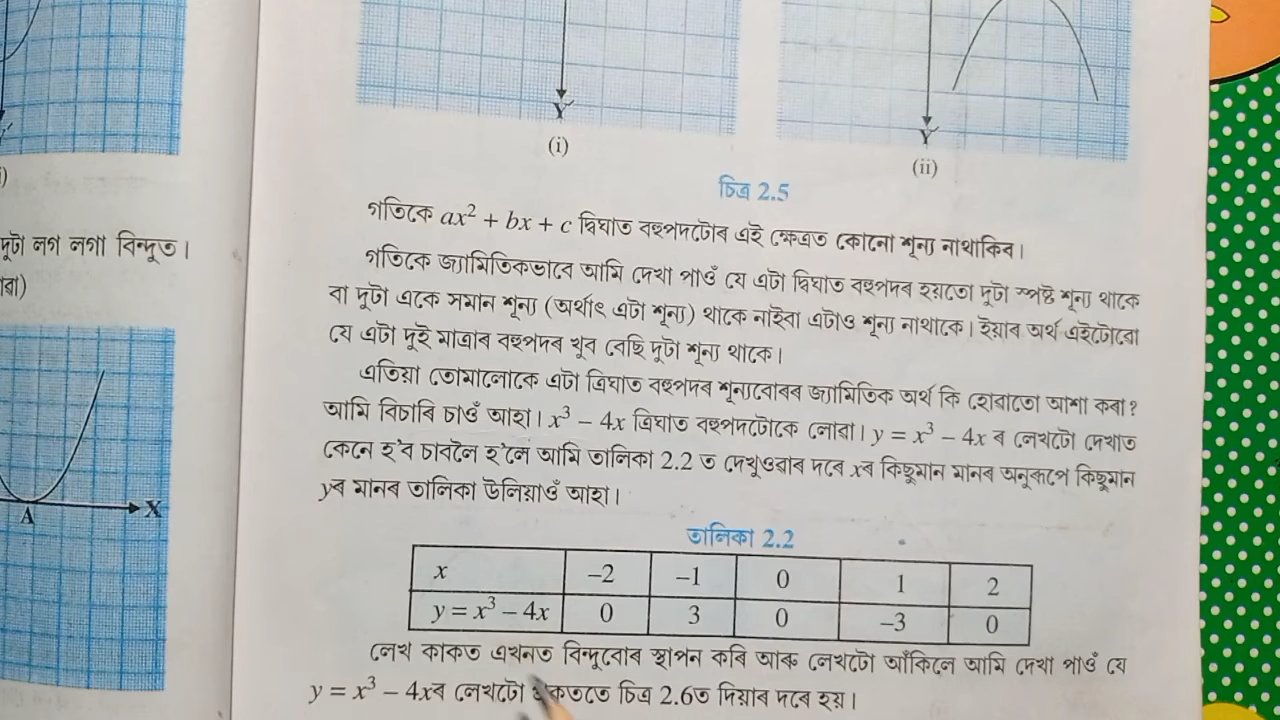 Y′
(i)
Y′
(ii)
চিত্ৰ 2.5
গতিকে ax² + bx + c দ্বিঘাত বহুপদটোৰ এই ক্ষেত্ৰত কোনো শূন্য নাথাকিব।
গতিকে জ্যামিতিকভাবে আমি দেখা পাওঁ যে এটা দ্বিঘাত বহুপদৰ হয়তো দুটা স্পষ্ট শূন্য থাকে
বা দুটা একে সমান শূন্য (অৰ্থাৎ এটা শূন্য) থাকে নাইবা এটাও শূন্য নাথাকে। ইয়াৰ অৰ্থ এইটোৱো
যে এটা দুই মাত্ৰাৰ বহুপদৰ খুব বেছি দুটা শূন্য থাকে।
এতিয়া তোমালোকে এটা ত্ৰিঘাত বহুপদৰ শূন্যবোৰৰ জ্যামিতিক অৰ্থ কি হোৱাতো আশা কৰা?
আমি বিচাৰি চাওঁ আহা। x³ – 4x ত্ৰিঘাত বহুপদটোকে লোৱা। y = x³ – 4x ৰ লেখটো দেখাত
কেনে হ'ব চাবলৈ হ'লে আমি তালিকা 2.2 ত দেখুওৱাৰ দৰে xৰ কিছুমান মানৰ অনুৰূপে কিছুমান
yৰ মানৰ তালিকা উলিয়াওঁ আহা।
তালিকা 2.2
x –2 –1 0 1 2
y = x³ – 4x 0 3 0 –3 0
লেখ কাকত এখনত বিন্দুবোৰ স্থাপন কৰি আৰু লেখটো আঁকিলে আমি দেখা পাওঁ যে
y = x³ – 4xৰ লেখটো চিত্ৰ 2.6ত দিয়াৰ দৰে হয়।
দুটা লগ লগা বিন্দুত।
A
X